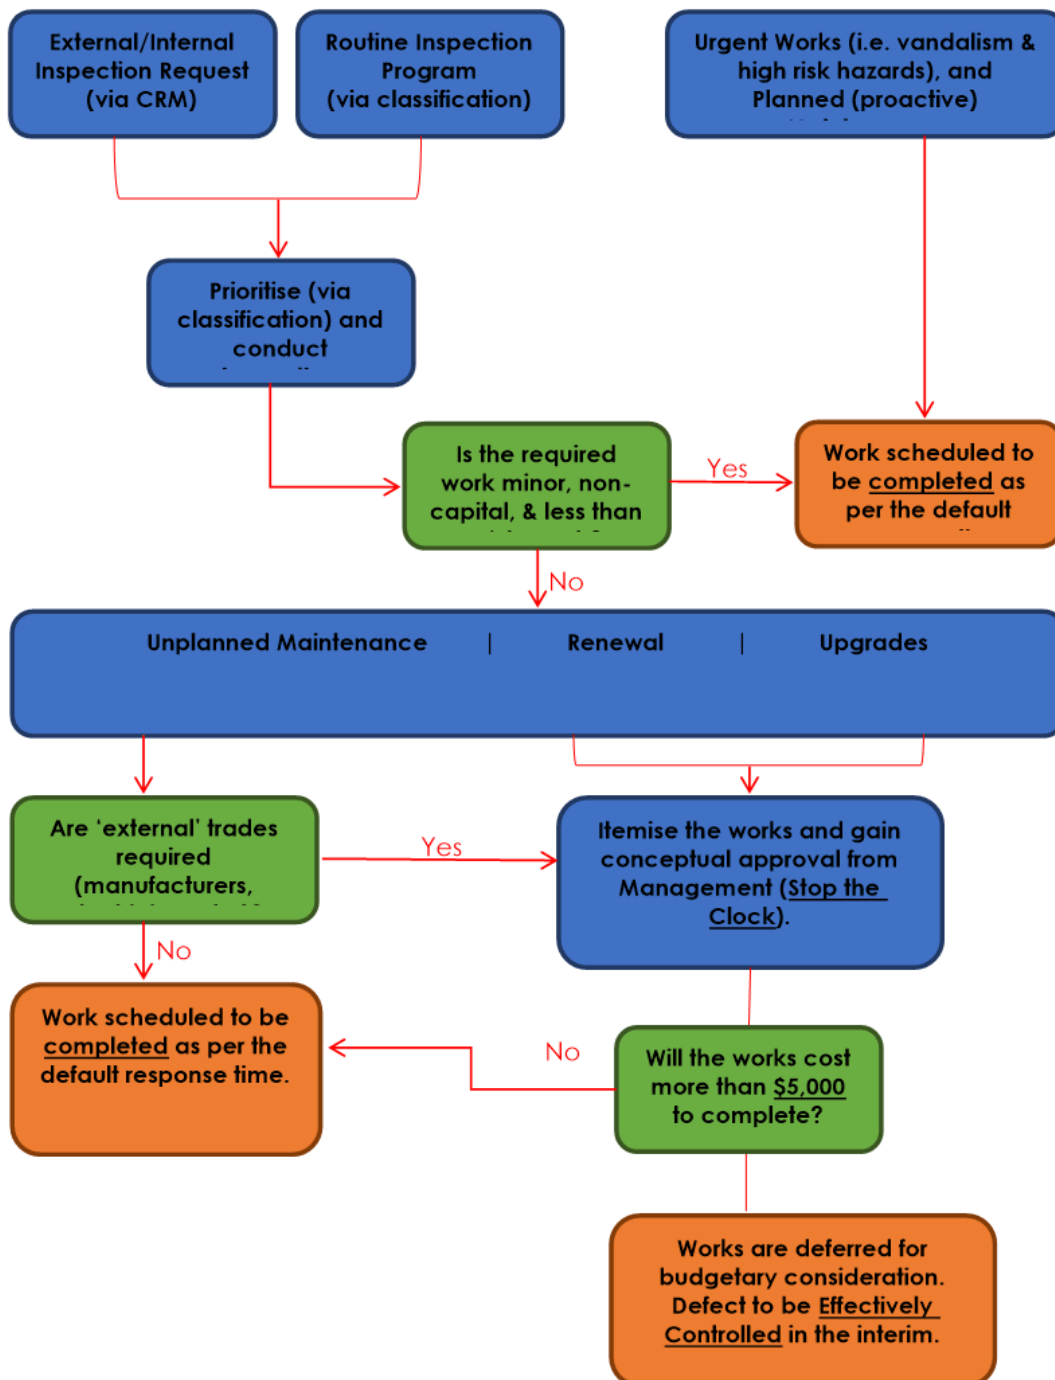 External/Internal
Inspection Request
(via CRM)
Routine Inspection
Program
(via classification)
Urgent Works (i.e. vandalism &
high risk hazards), and
Planned (proactive)
Prioritise (via
classification) and
conduct
Is the required
work minor, non-
capital, & less than
Yes
Work scheduled to
be completed as
per the default
No
Unplanned Maintenance | Renewal | Upgrades
Are ‘external’ trades
required
(manufacturers,
Yes
Itemise the works and gain
conceptual approval from
Management (Stop the
Clock).
No
Work scheduled to be
completed as per the
default response time.
No
Will the works cost
more than $5,000
to complete?
Works are deferred for
budgetary consideration.
Defect to be Effectively
Controlled in the interim.